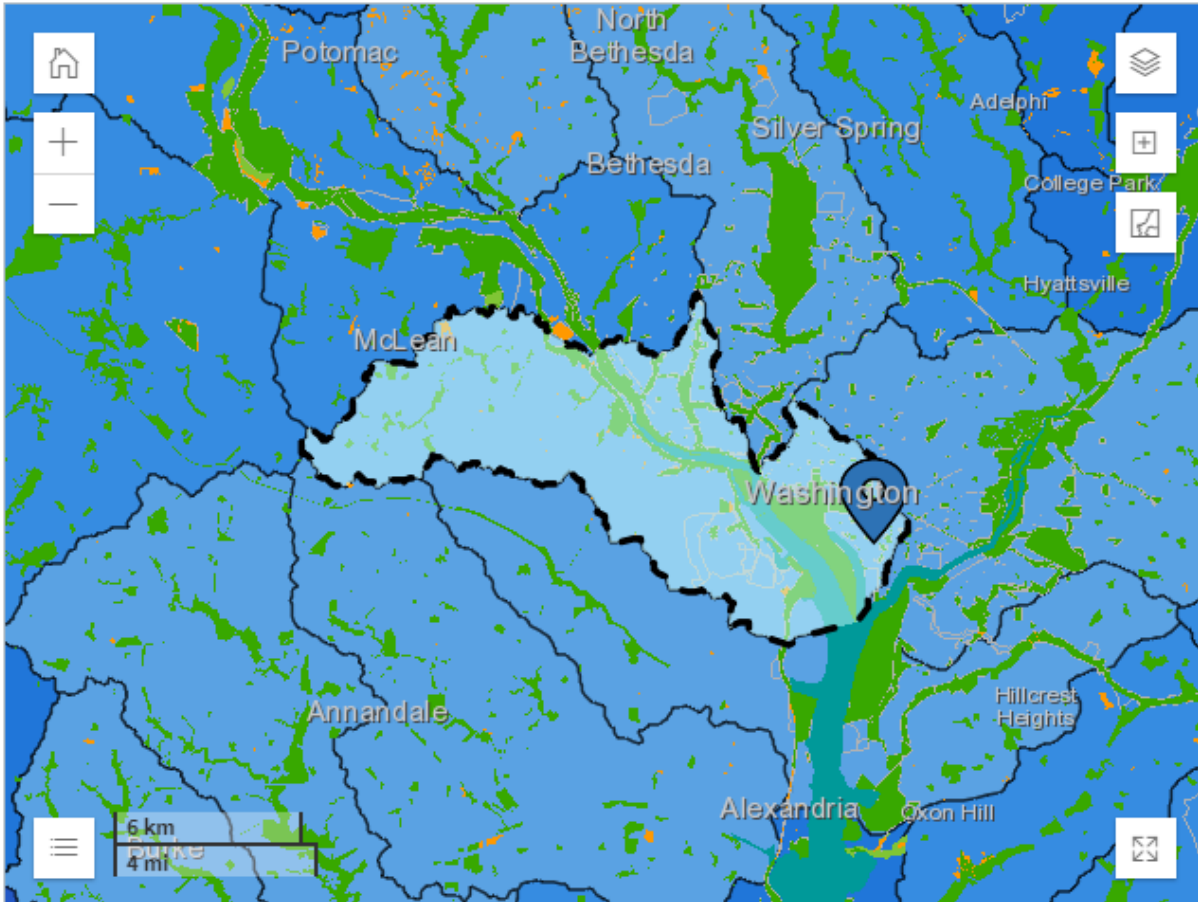 North
Potomac
Bethesda
Adelphi
Silver Spring
Bethesda
College Park
Hyattsville
McLean
Washington
Hillcrest
Heights
Annandale
Alexandria
Oxon Hill
6 km
Burke
4 mi